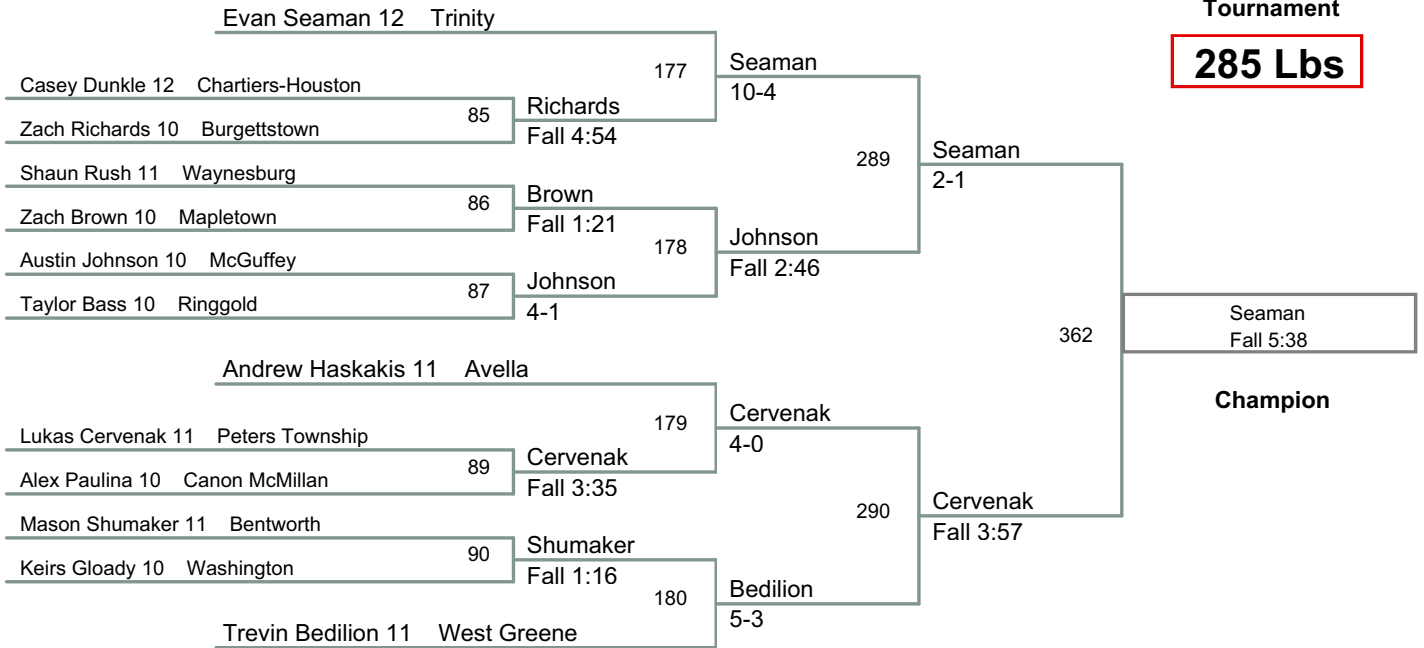 Tournament
285 Lbs
Evan Seaman 12 Trinity
177
Seaman
10-4
Casey Dunkle 12 Chartiers-Houston
85
Richards
Fall 4:54
Zach Richards 10 Burgettstown
289
Seaman
2-1
Shaun Rush 11 Waynesburg
86
Brown
Fall 1:21
Zach Brown 10 Mapletown
178
Johnson
Fall 2:46
Austin Johnson 10 McGuffey
87
Johnson
4-1
Taylor Bass 10 Ringgold
362
Seaman
Fall 5:38
Champion
Andrew Haskakis 11 Avella
179
Cervenak
4-0
Lukas Cervenak 11 Peters Township
89
Cervenak
Fall 3:35
Alex Paulina 10 Canon McMillan
290
Cervenak
Fall 3:57
Mason Shumaker 11 Bentworth
90
Shumaker
Fall 1:16
Keirs Gloady 10 Washington
180
Bedilion
5-3
Trevin Bedilion 11 West Greene